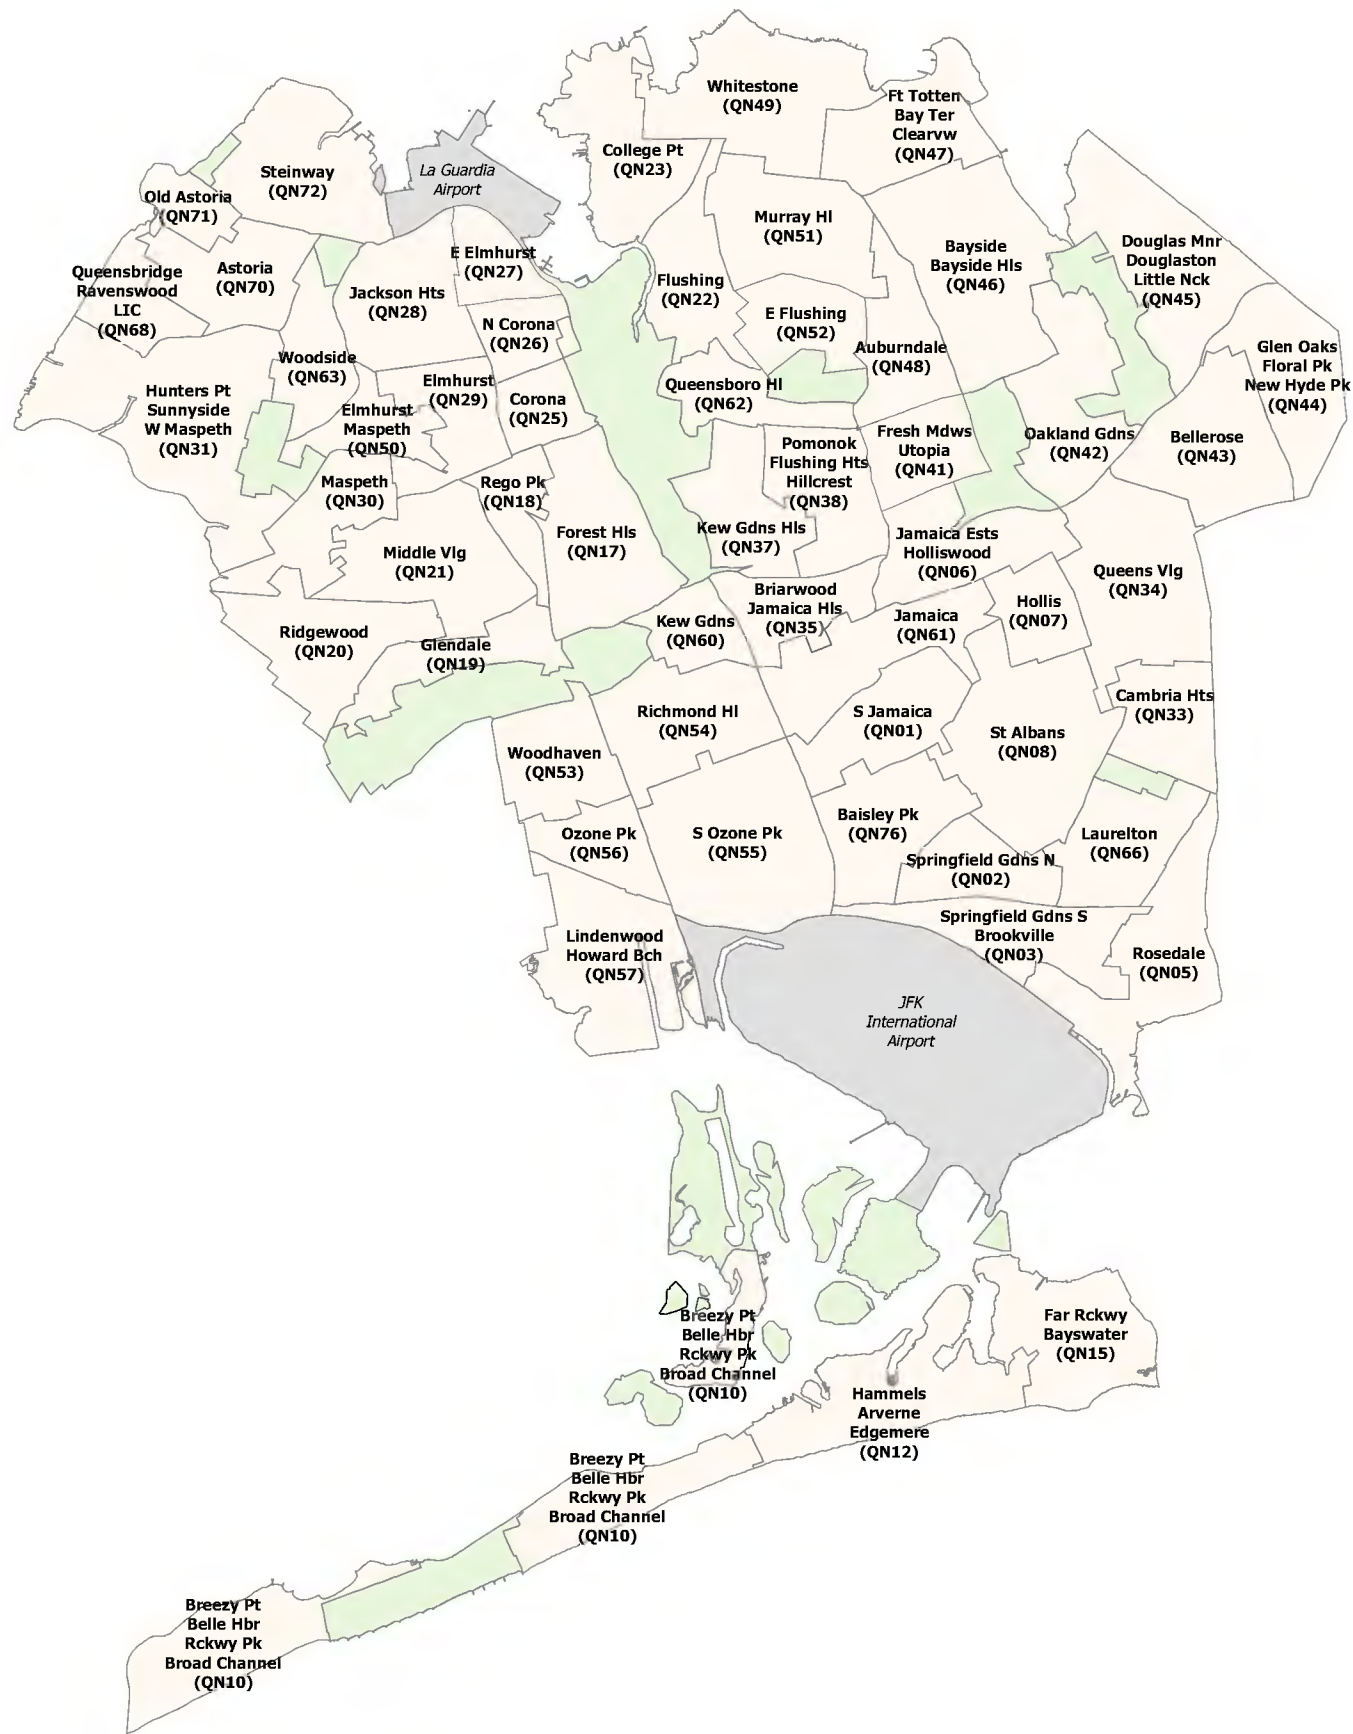 Whitestone
(QN49)
Ft Totten
Bay Ter
Clearvw
(QN47)
College Pt
(QN23)
Steinway
(QN72)
La Guardia
Airport
Old Astoria
(QN71)
Murray Hl
(QN51)
Bayside
Bayside Hls
(QN46)
Douglas Mnr
Douglaston
Little Nck
(QN45)
E Elmhurst
(QN27)
Queensbridge
Ravenswood
LIC
(QN68)
Astoria
(QN70)
Jackson Hts
(QN28)
Flushing
(QN22)
E Flushing
(QN52)
N Corona
(QN26)
Auburndale
(QN48)
Glen Oaks
Floral Pk
New Hyde Pk
(QN44)
Woodside
(QN63)
Hunters Pt
Sunnyside
W Maspeth
(QN31)
Elmhurst
(QN29)
Corona
(QN25)
Queensboro Hl
(QN62)
Elmhurst
Maspeth
(QN50)
Pomonok
Flushing Hts
Hillcrest
(QN38)
Fresh Mdws
Utopia
(QN41)
Oakland Gdns
(QN42)
Bellerose
(QN43)
Maspeth
(QN30)
Rego Pk
(QN18)
Forest Hls
(QN17)
Kew Gdns Hls
(QN37)
Jamaica Ests
Holliswood
(QN06)
Middle Vlg
(QN21)
Queens Vlg
(QN34)
Briarwood
Jamaica Hls
(QN35)
Hollis
(QN07)
Jamaica
(QN61)
Kew Gdns
(QN60)
Ridgewood
(QN20)
Glendale
(QN19)
Cambria Hts
(QN33)
Richmond Hl
(QN54)
S Jamaica
(QN01)
St Albans
(QN08)
Woodhaven
(QN53)
Ozone Pk
(QN56)
S Ozone Pk
(QN55)
Baisley Pk
(QN76)
Laurelton
(QN66)
Springfield Gdns N
(QN02)
Springfield Gdns S
Brookville
(QN03)
Lindenwood
Howard Bch
(QN57)
Rosedale
(QN05)
JFK
International
Airport
Breezy Pt
Belle Hbr
Rckwy Pk
Broad Channel
(QN10)
Far Rckwy
Bayswater
(QN15)
Hammels
Arverne
Edgemere
(QN12)
Breezy Pt
Belle Hbr
Rckwy Pk
Broad Channel
(QN10)
Breezy Pt
Belle Hbr
Rckwy Pk
Broad Channel
(QN10)